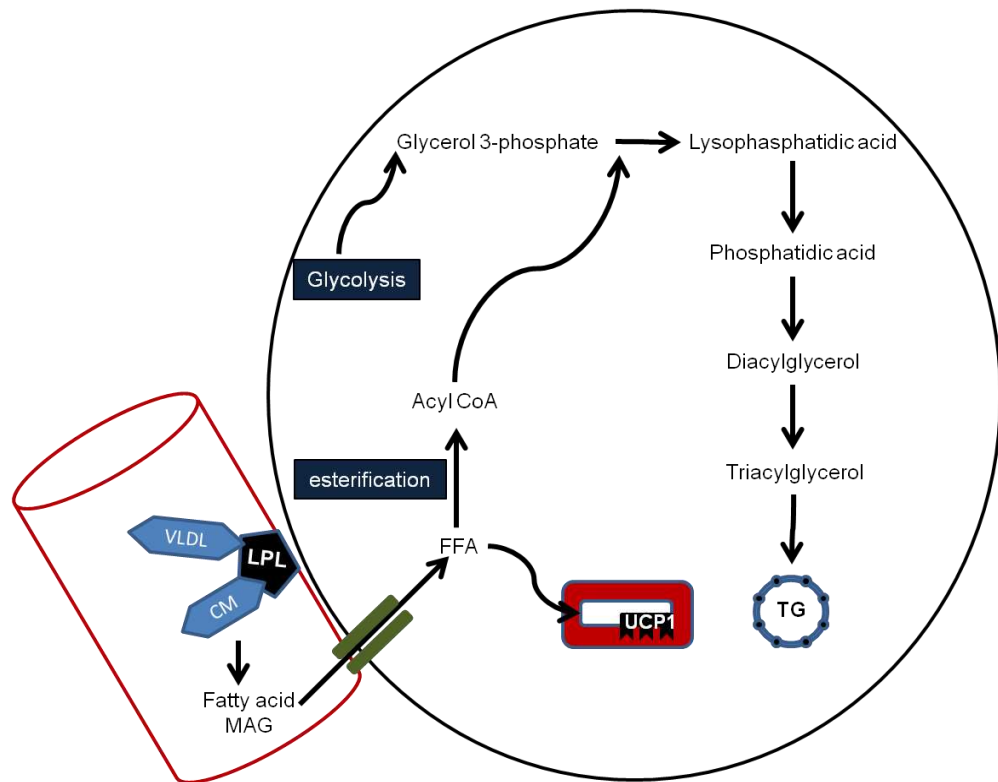 Glycerol 3-phosphate
Lysophasphatidic acid
Glycolysis
Phosphatidic acid
Diacylglycerol
Acyl CoA
esterification
Triacylglycerol
VLDL
LPL
CM
FFA
UCP1
TG
Fatty acid
MAG